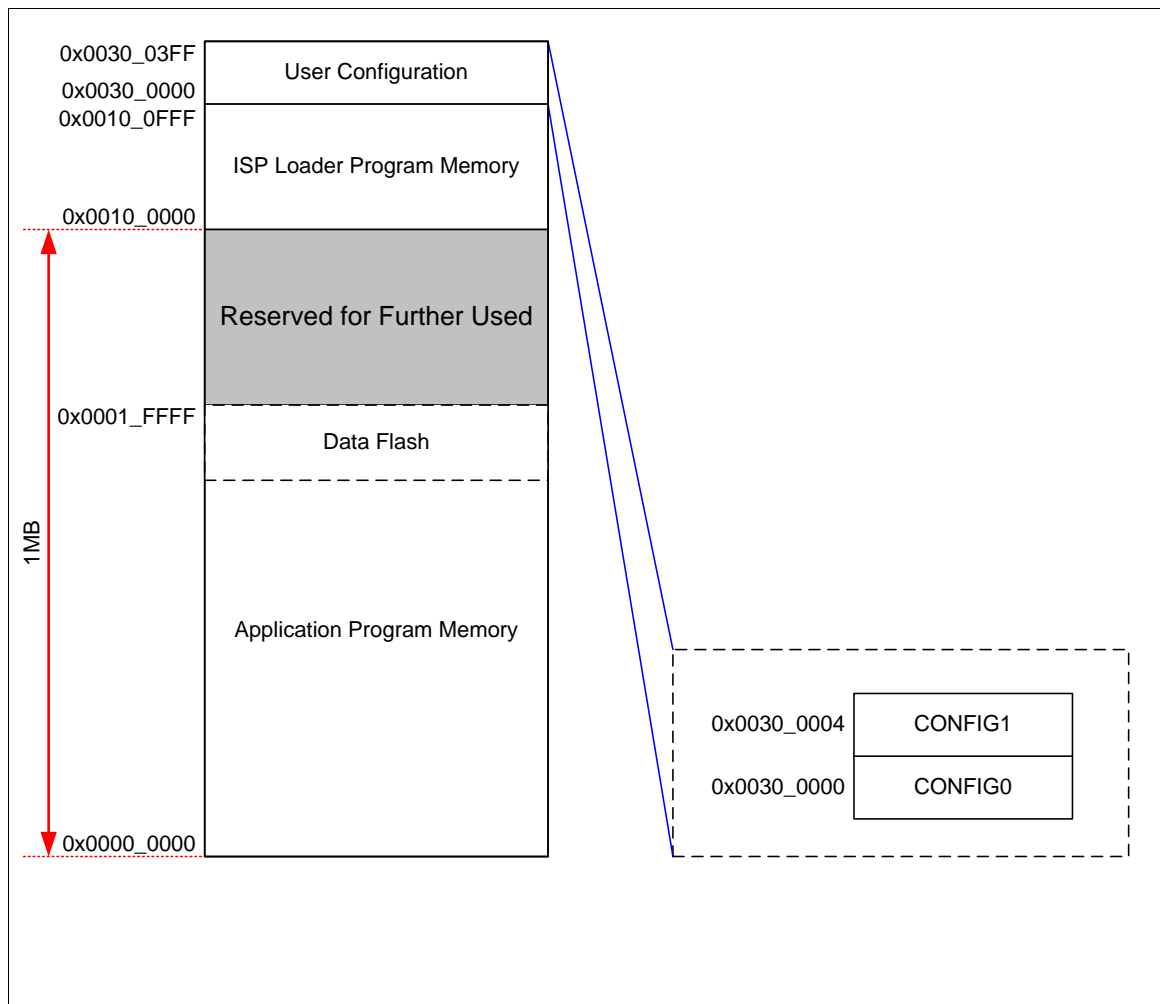 0x0030_03FF
User Configuration
0x0030_0000
0x0010_0FFF
ISP Loader Program Memory
0x0010_0000
Reserved for Further Used
0x0001_FFFF
Data Flash
1MB
Application Program Memory
0x0000_0000
0x0030_0004
CONFIG1
0x0030_0000
CONFIG0